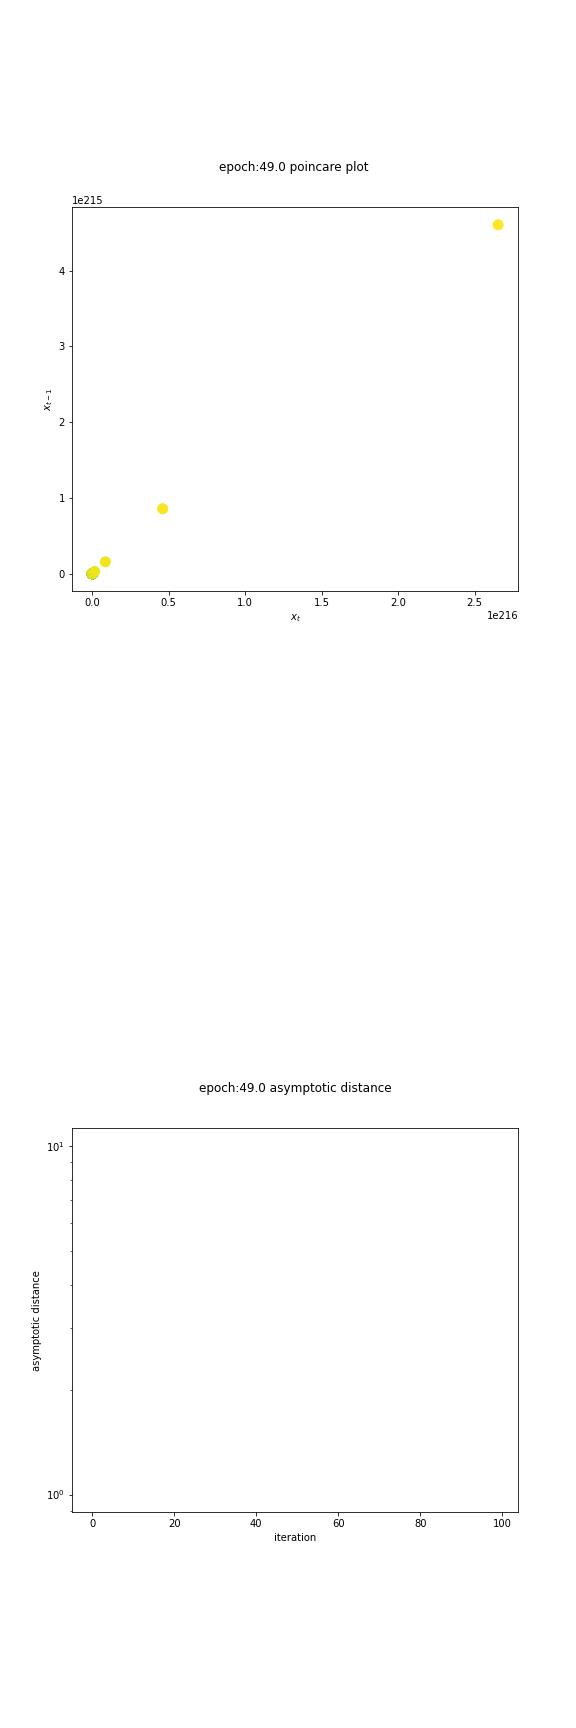 epoch:49.0 poincare plot
1e215
4
3
2
1
0
x_{t-1}
0.0 0.5 1.0 1.5 2.0 2.5
x_t
1e216
epoch:49.0 asymptotic distance
10^1
10^0
asymptotic distance
0 20 40 60 80 100
iteration